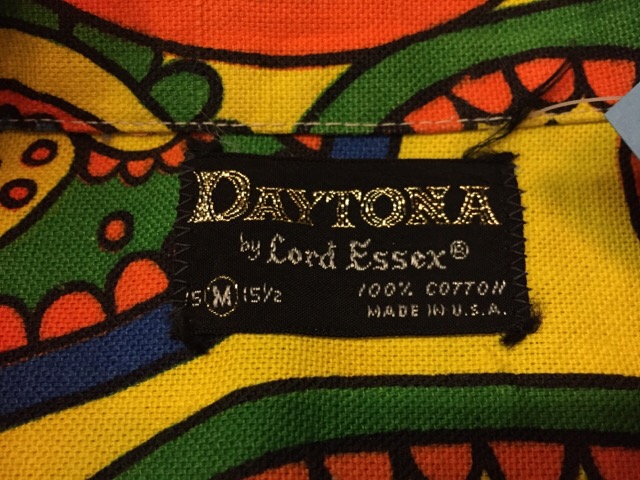 DAYTONA
by Lord Essex®
15 M 15½
100% COTTON
MADE IN U.S.A.